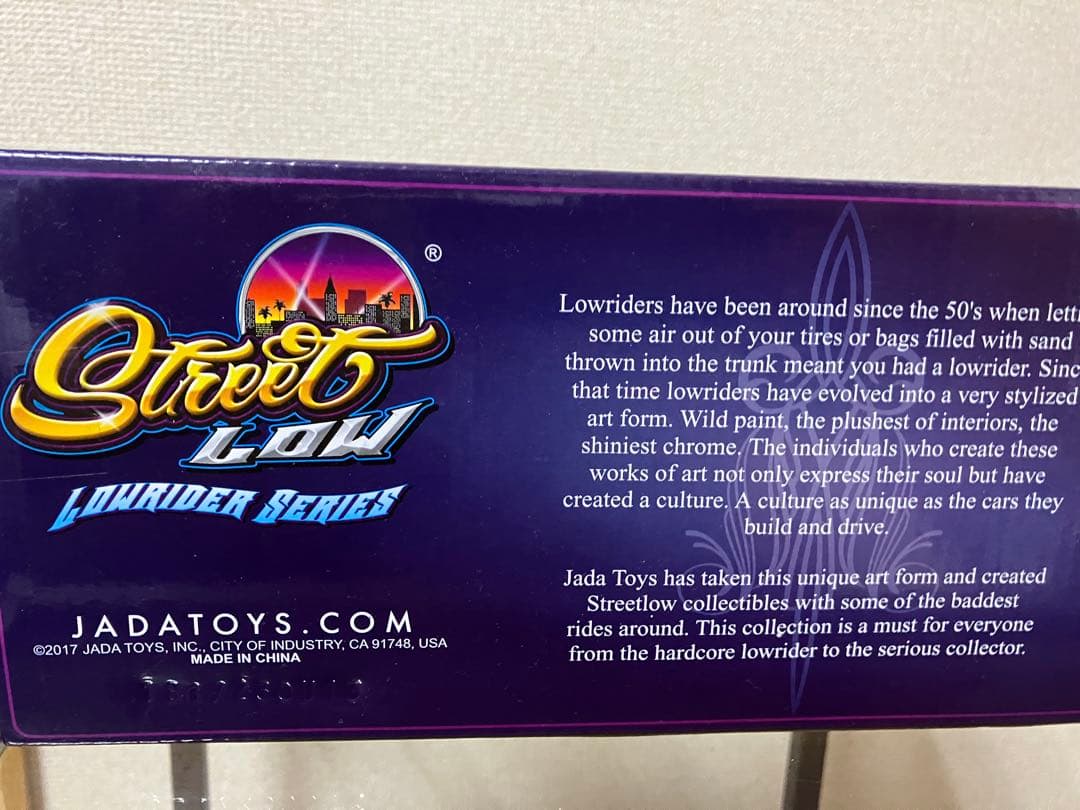 Street
LOW
®
LOWRIDER SERIES
JADATOYS.COM
©2017 JADA TOYS, INC., CITY OF INDUSTRY, CA 91748, USA
MADE IN CHINA
Lowriders have been around since the 50's when
some air out of your tires or bags filled with sand
thrown into the trunk meant you had a lowrider.
that time lowriders have evolved into a very stylized
art form. Wild paint, the plushest of interiors, the
shiniest chrome. The individuals who create these
works of art not only express their soul but have
created a culture. A culture as unique as the cars they
build and drive.
Jada Toys has taken this unique art form and created
Streetlow collectibles with some of the baddest
rides around. This collection is a must for everyone
from the hardcore lowrider to the serious collector.